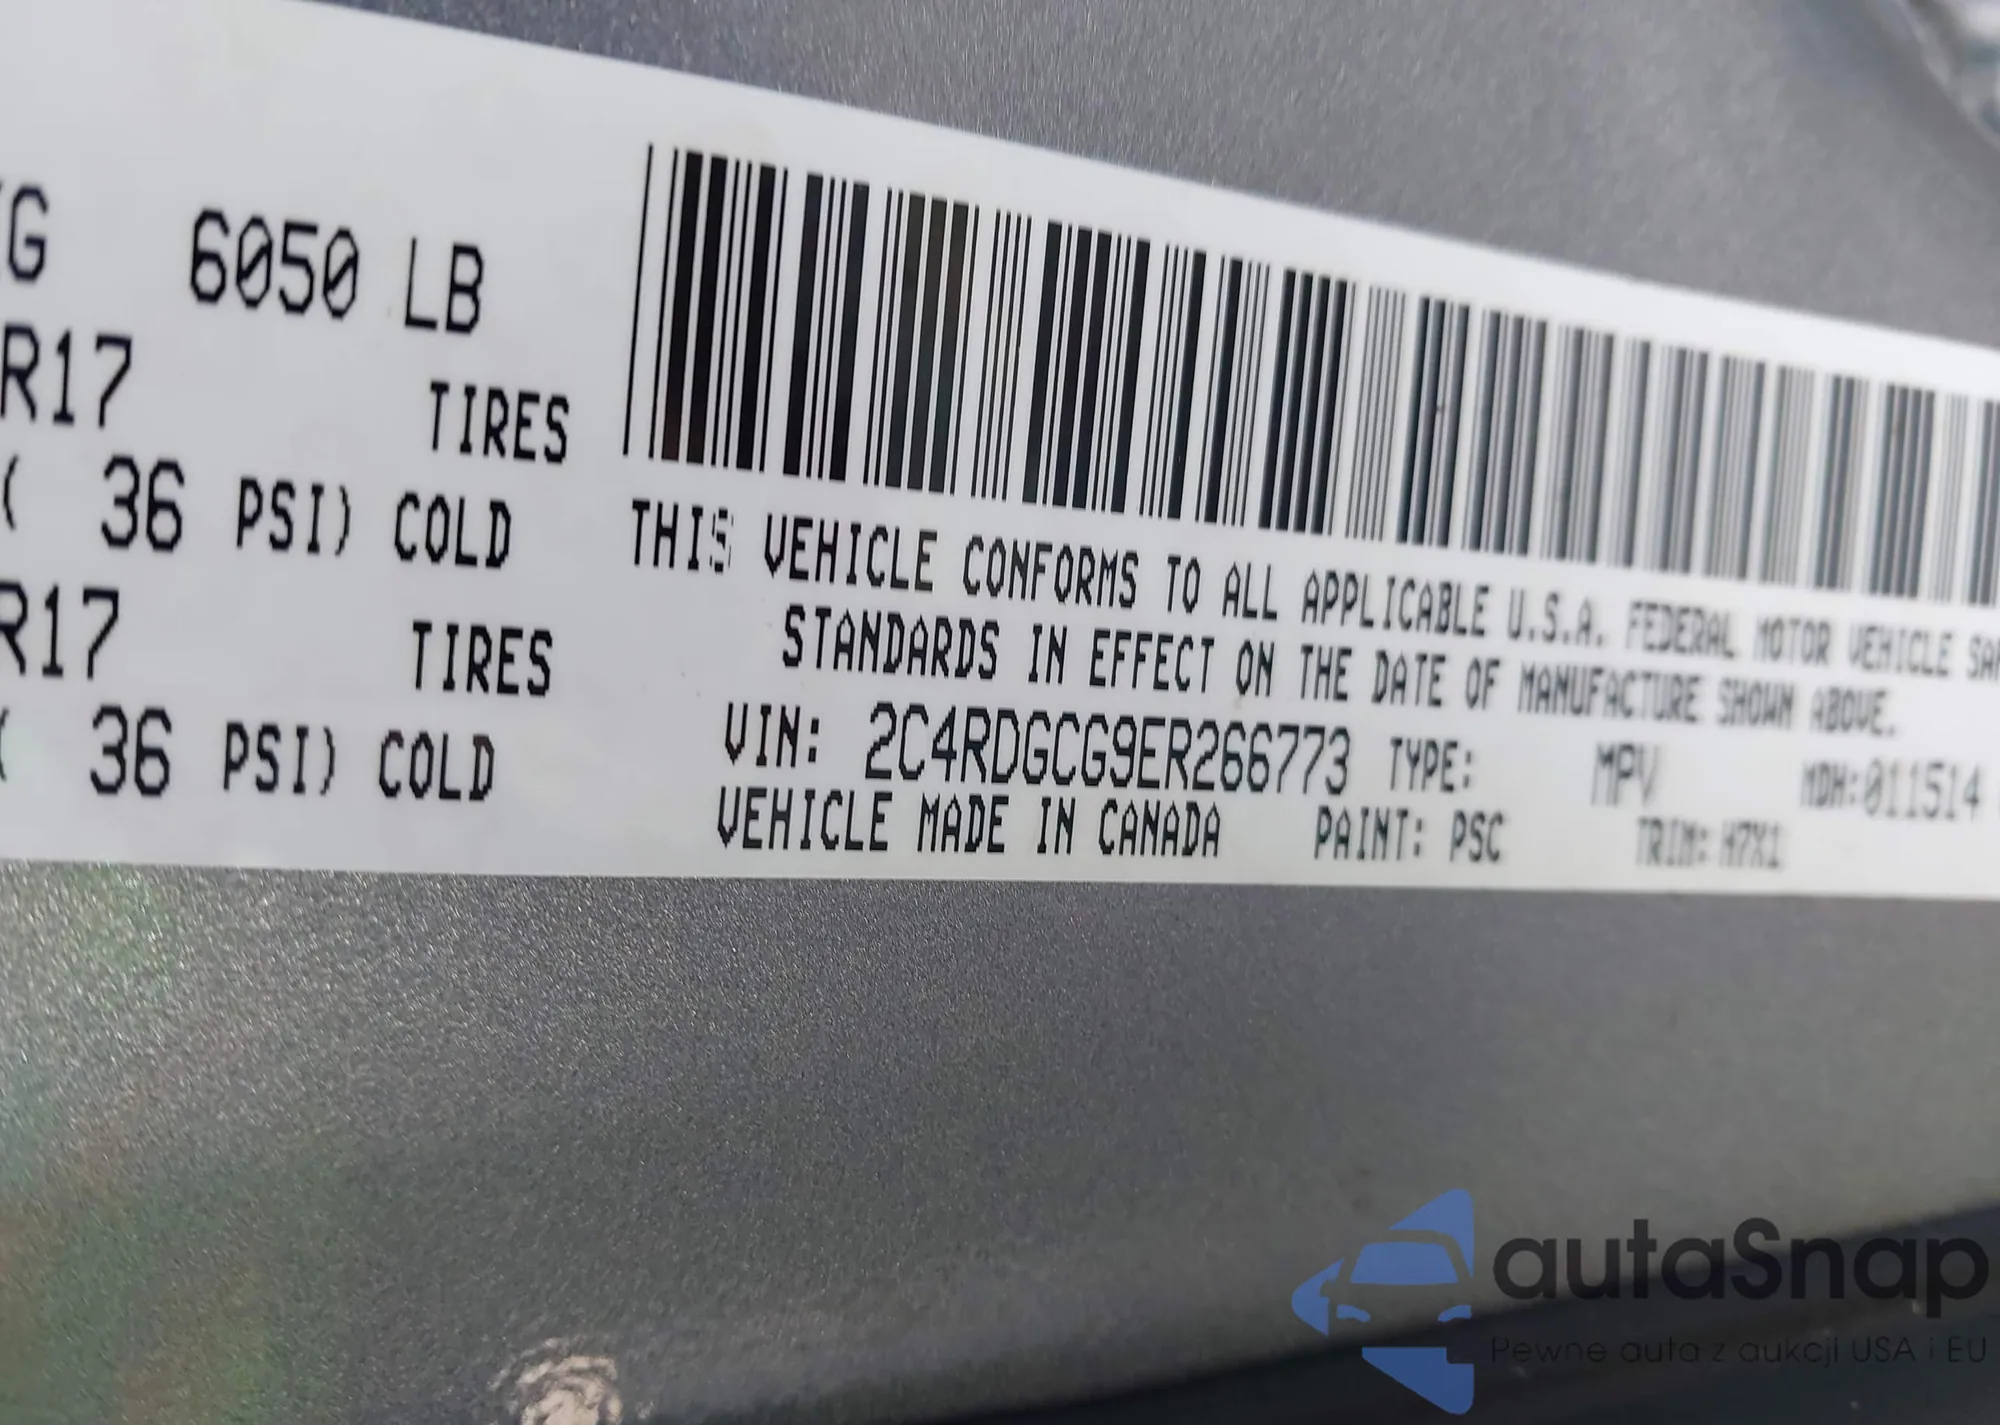 6050 LB
R17
TIRES
( 36 PSI) COLD
R17
TIRES
( 36 PSI) COLD
THIS VEHICLE CONFORMS TO ALL APPLICABLE U.S.A. FEDERAL MOTOR VEHICLE
STANDARDS IN EFFECT ON THE DATE OF MANUFACTURE SHOWN ABOVE.
VIN: 2C4RDGCG9ER266773 TYPE: MPV MDH:011514
VEHICLE MADE IN CANADA PAINT: PSC TRIM: H7X1
autaSnap
Pewne auta z aukcji USA i EU